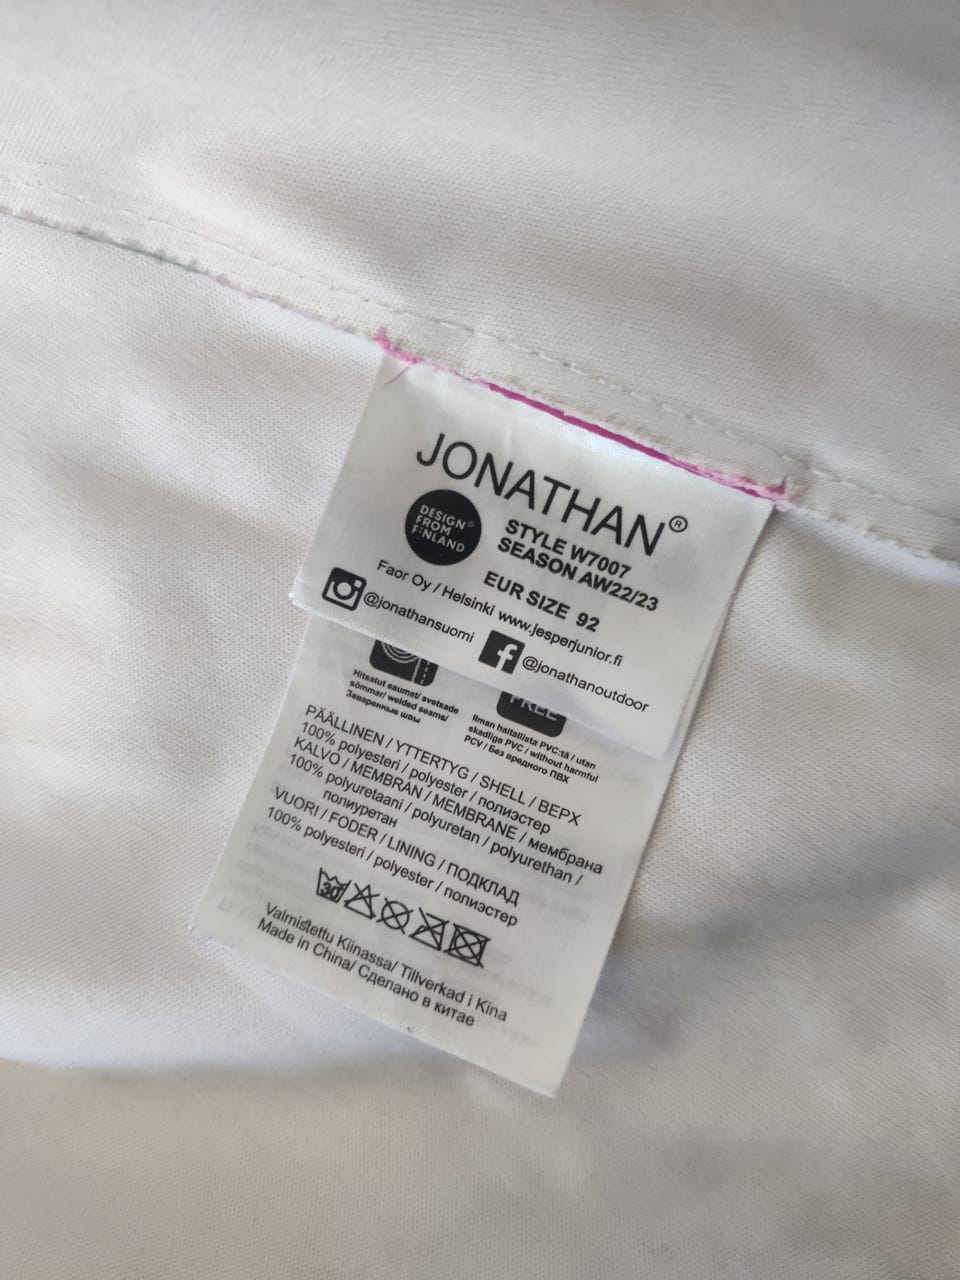 JONATHAN®
DESIGN®
FROM
FINLAND
STYLE W7007
SEASON AW22/23
EUR SIZE 92
Faor Oy / Helsinki www.jesperjunior.fi
@jonathansuomi
@jonathanoutdoor
FREE
Hitsatut saumat/ svetsade
sömmar/ welded seams/
Заваренные швы
Ilman haitallista PVC:tä / utan
skadliga PVC / without harmful
PCV / Без вредного ПВХ
PÄÄLLINEN / YTTERTYG / SHELL / ВЕРХ
100% polyesteri / polyester / полиэстер
KALVO / MEMBRAN / MEMBRANE / мембрана
100% polyuretaani / polyuretan / polyurethan /
полиуретан
VUORI / FODER / LINING / ПОДКЛАД
100% polyesteri / polyester / полиэстер
30
Valmistettu Kiinassa/ Tillverkad i Kina
Made in China/ Сделано в китае